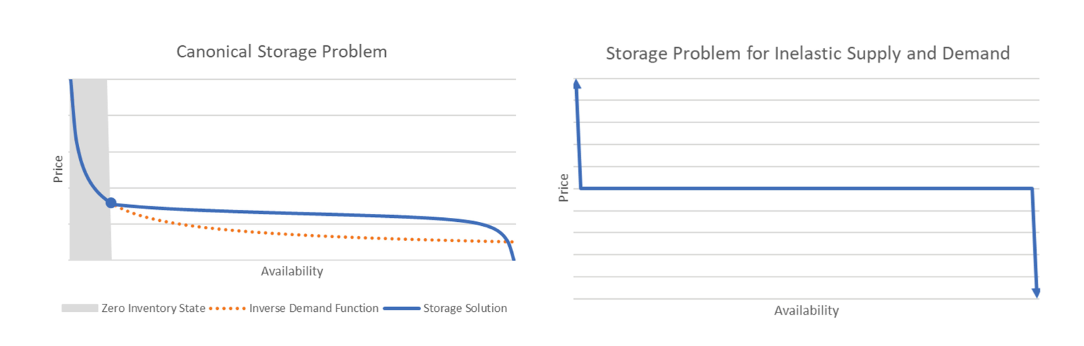 Canonical Storage Problem
Price
Availability
Zero Inventory State
Inverse Demand Function
Storage Solution
Storage Problem for Inelastic Supply and Demand
Price
Availability